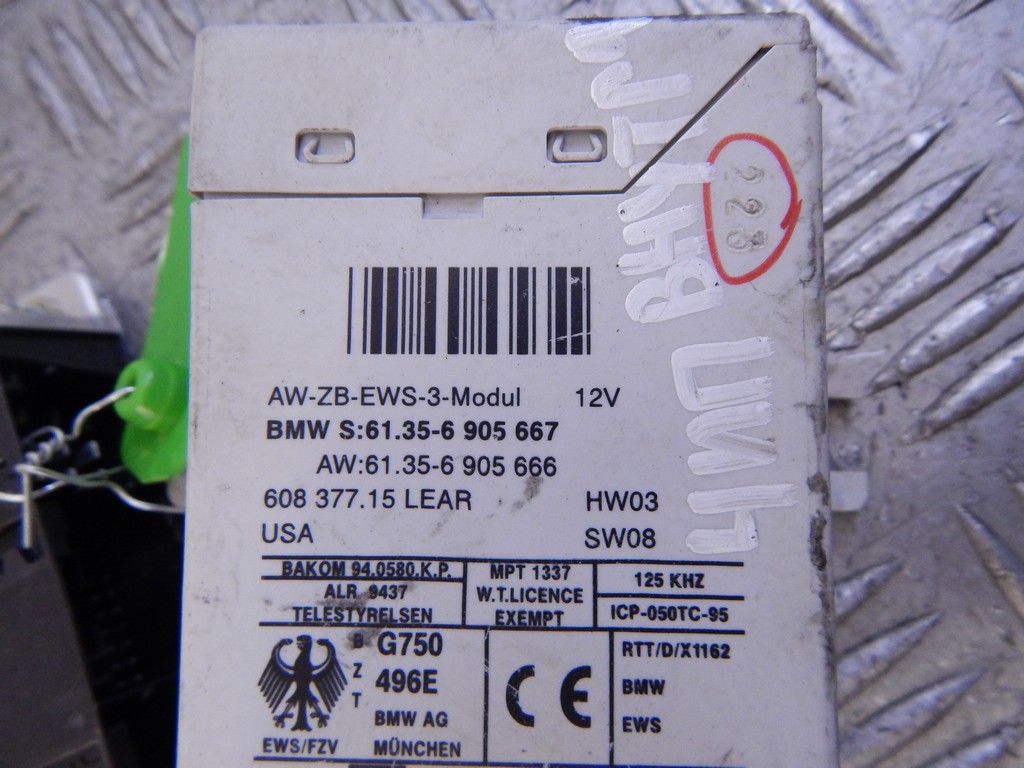 AW-ZB-EWS-3-Modul 12V
BMW S:61.35-6 905 667
AW:61.35-6 905 666
608 377.15 LEAR HW03
USA SW08
BAKOM 94.0580.K.P.
ALR 9437
TELESTYRELSEN
MPT 1337
W.T.LICENCE
EXEMPT
125 KHZ
ICP-050TC-95
BZT
G750
496E
BMW AG
MÜNCHEN
EWS/FZV
CE
RTT/D/X1162
BMW
EWS